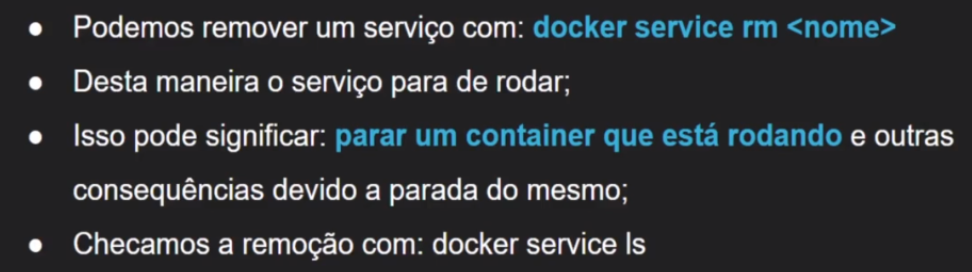 ● Podemos remover um serviço com: docker service rm <nome>
● Desta maneira o serviço para de rodar;
● Isso pode significar: parar um container que está rodando e outras
consequências devido a parada do mesmo;
● Checamos a remoção com: docker service ls